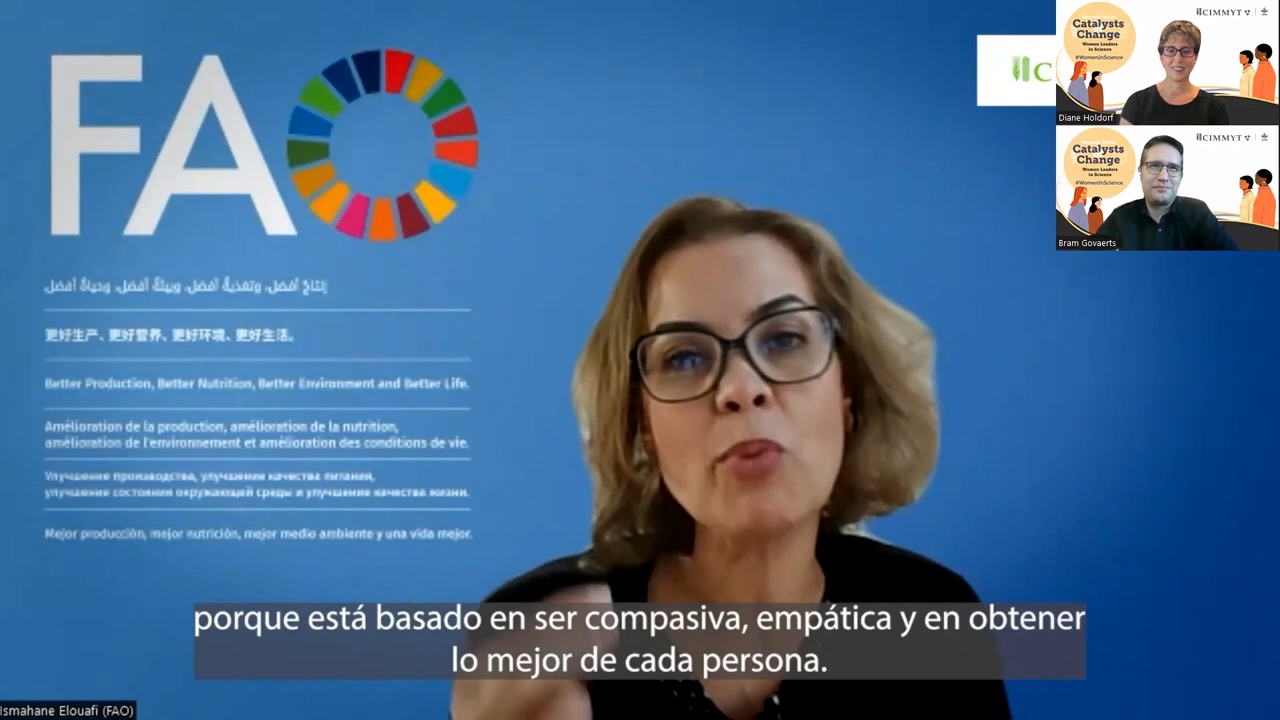 FAO
إنتاجٌ أفضل، وتغذيةٌ أفضل، وبيئةٌ أفضل، وحياةٌ أفضل.
更好生产、更好营养、更好环境、更好生活。
Better Production, Better Nutrition, Better Environment and Better Life.
Amélioration de la production, amélioration de la nutrition,
amélioration de l'environnement et amélioration des conditions de vie.
Улучшение производства, улучшение качества питания,
улучшение состояния окружающей среды и улучшение качества жизни.
Mejor producción, mejor nutrición, mejor medio ambiente y una vida mejor.
C
Catalysts
Change
Women Leaders
in Science
#WomenInScience
CIMMYT
Diane Holdorf
Catalysts
Change
Women Leaders
in Science
#WomenInScience
CIMMYT
Bram Govaerts
porque está basado en ser compasiva, empática y en obtener
lo mejor de cada persona.
Ismahane Elouafi (FAO)